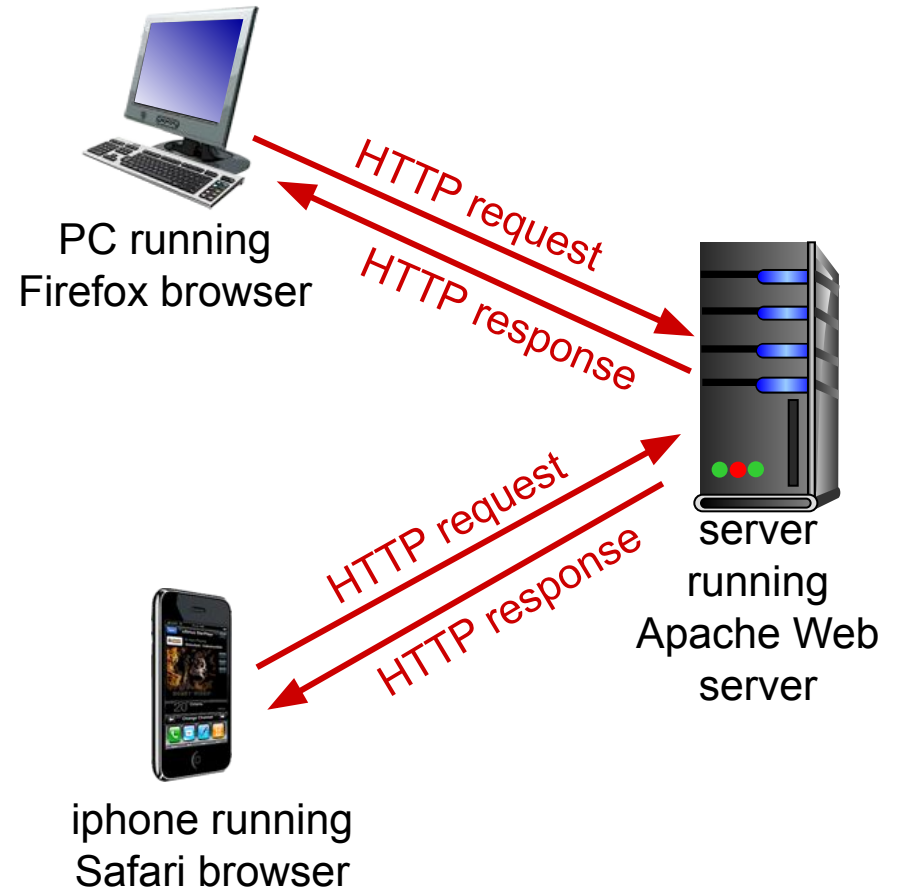 HTTP request
HTTP response
PC running
Firefox browser
HTTP request
HTTP response
server
running
Apache Web
server
iphone running
Safari browser